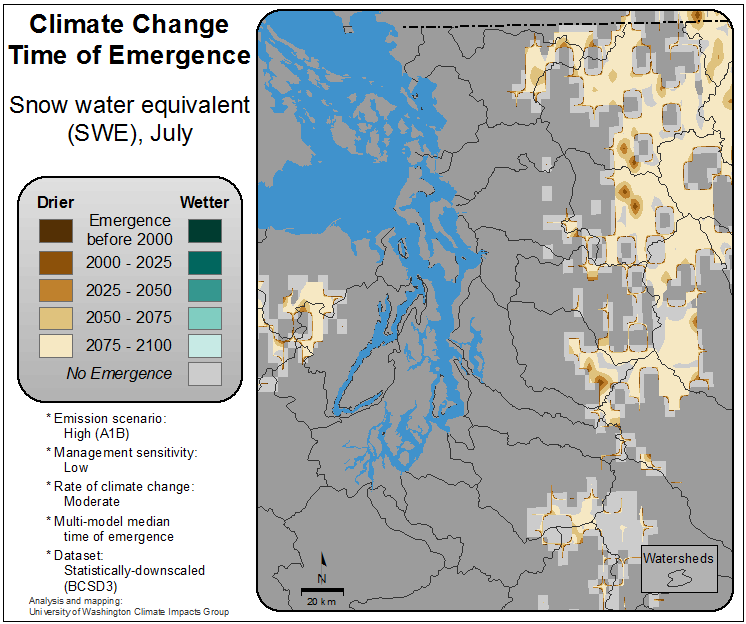 Climate Change
Time of Emergence
Snow water equivalent
(SWE), July
Drier
Wetter
Emergence
before 2000
2000 - 2025
2025 - 2050
2050 - 2075
2075 - 2100
No Emergence
* Emission scenario:
High (A1B)
* Management sensitivity:
Low
* Rate of climate change:
Moderate
* Multi-model median
time of emergence
* Dataset:
Statistically-downscaled
(BCSD3)
Analysis and mapping:
University of Washington Climate Impacts Group
N
20 km
Watersheds